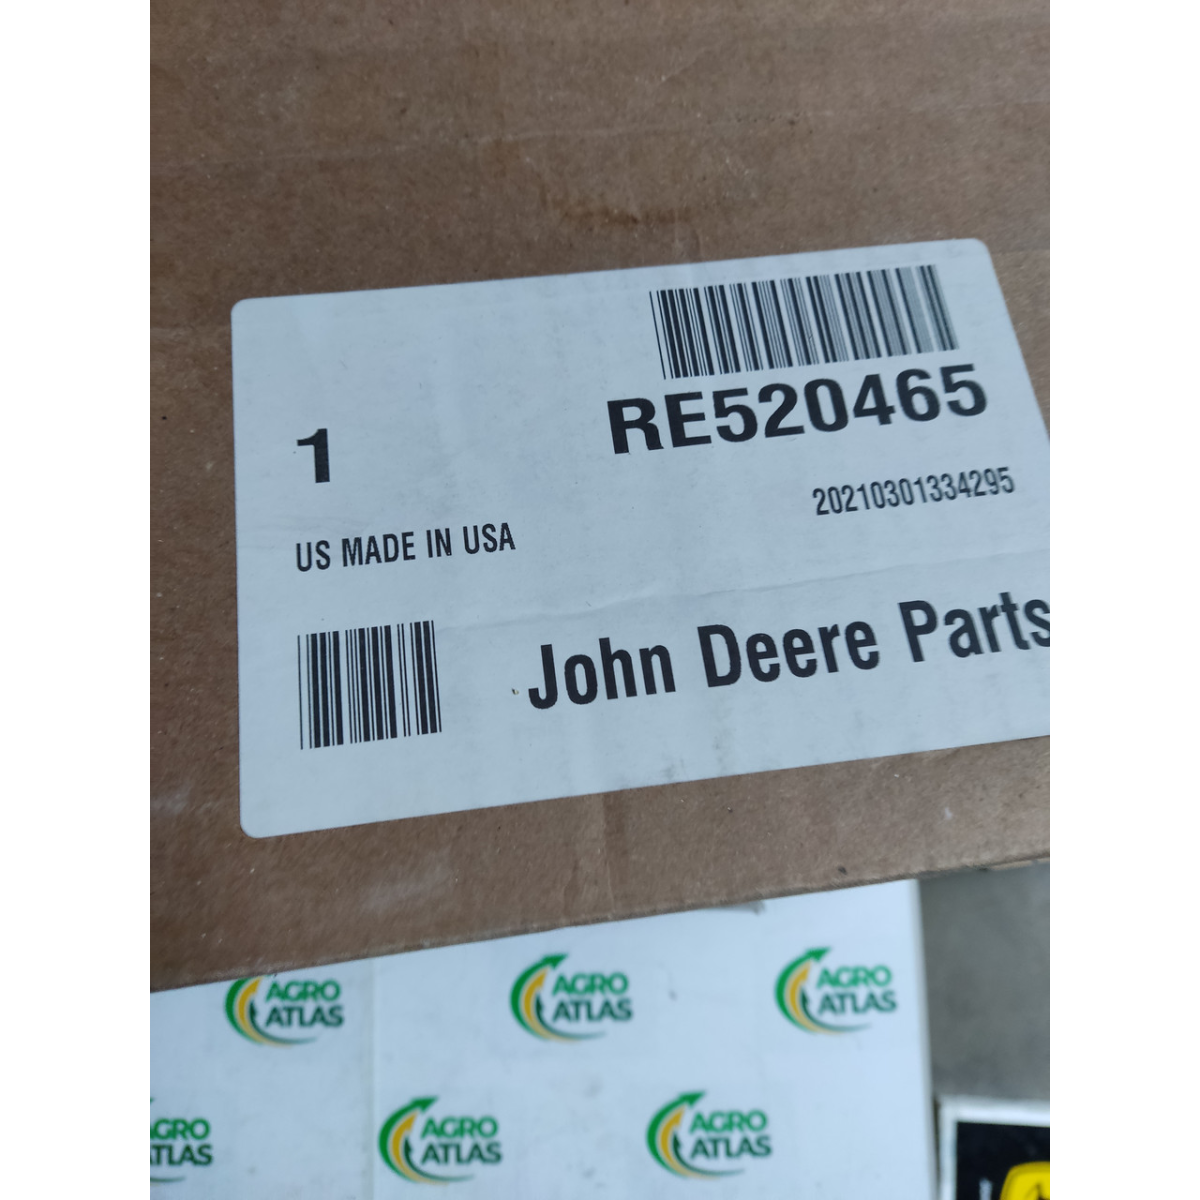 RE520465
1
20210301334295
US MADE IN USA
John Deere Parts
AGRO
ATLAS
AGRO
ATLAS
AGRO
ATLAS
AGRO
ATLAS
AGRO
ATLAS
AGRO
ATLAS